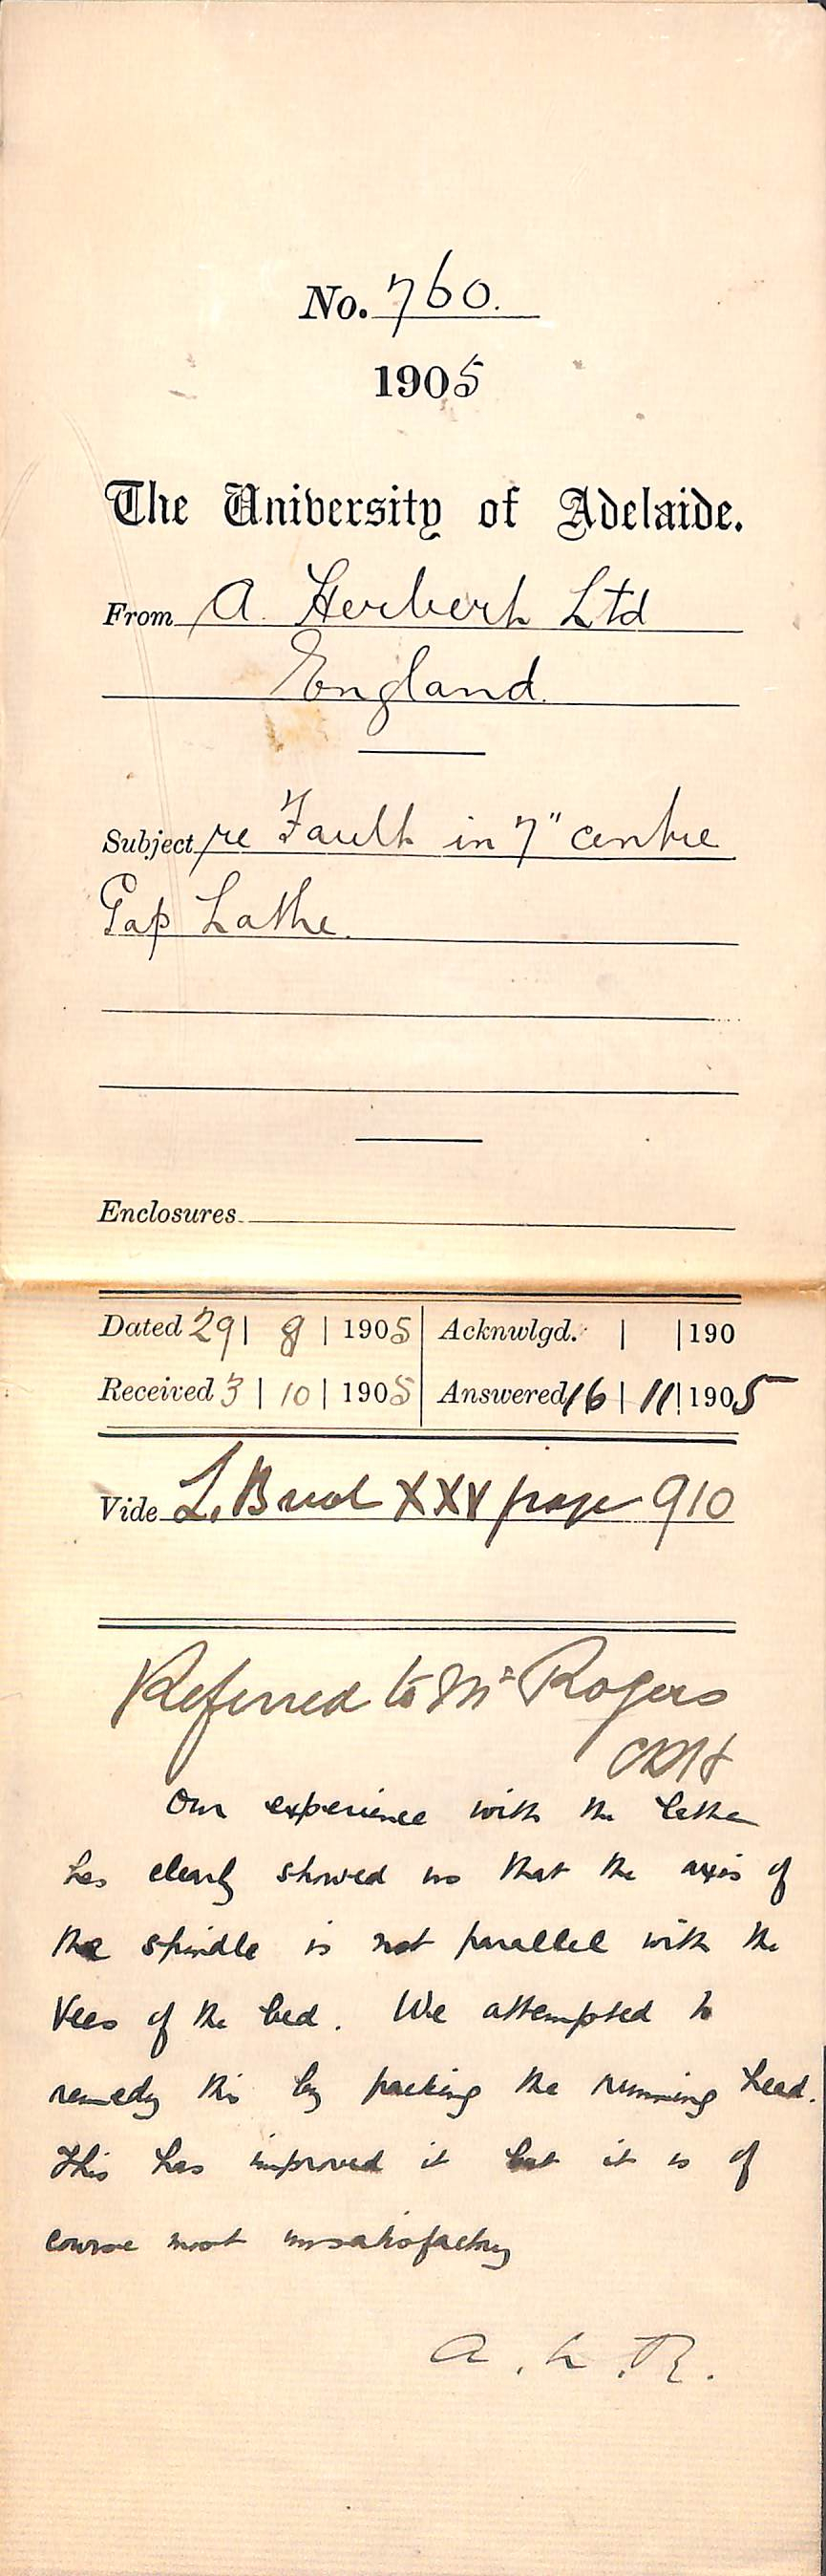 No. 760.
1905
The University of Adelaide.
From A. Herbert Ltd
England.
Subject re Fault in 7" centre
Gap Lathe.
Enclosures
Dated 29 | 8 | 1905 Acknwlgd. | | 190
Received 3 | 10 | 1905 Answered 16 | 11 | 1905
Vide L. Book XXV page 910
Referred to Mr Rogers
CRH
Our experience with the lathe
has clearly showed us that the axis of
the spindle is not parallel with the
Vees of the bed. We attempted to
remedy this by packing the running head.
This has improved it but it is of
course most unsatisfactory
A. L. R.